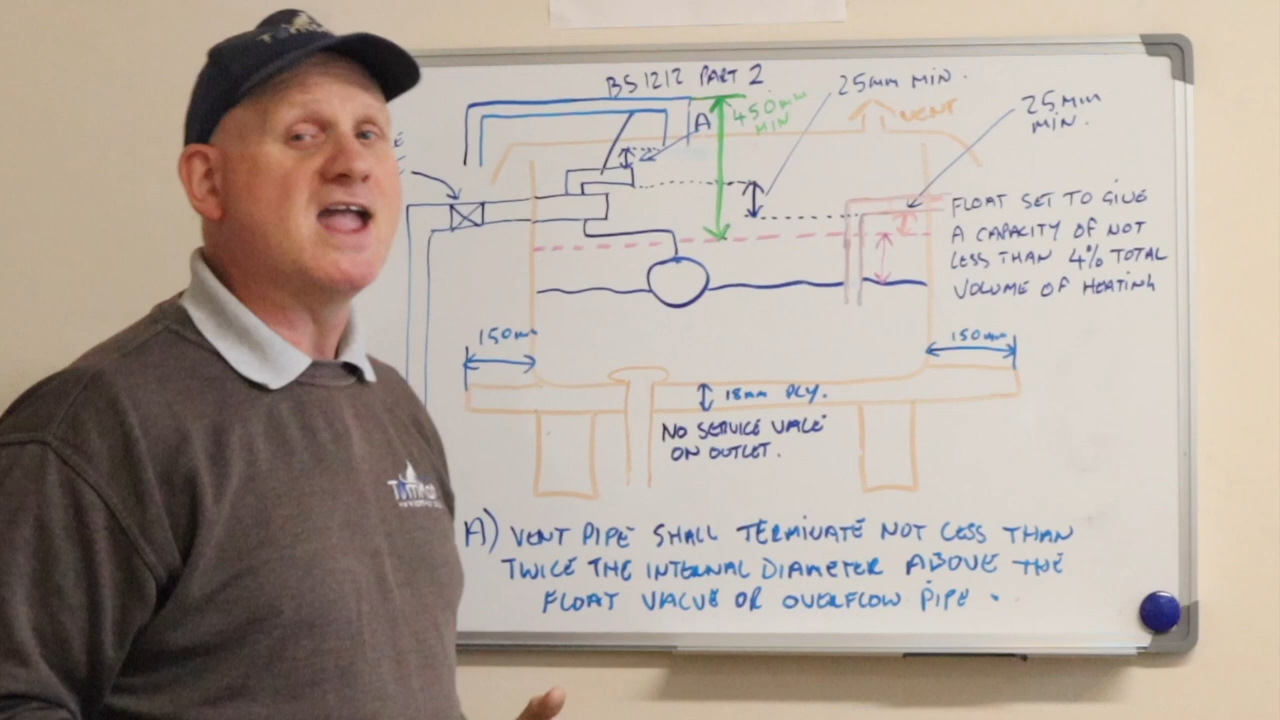 BS1212 PART 2
25mm MIN.
450mm
MIN
A
VENT
25mm
MIN.
FLOAT SET TO GIVE
A CAPACITY OF NOT
LESS THAN 4% TOTAL
VOLUME OF HEATING
150mm
150mm
18mm PLY.
NO SERVICE VALVE
ON OUTLET.
A) VENT PIPE SHALL TERMINATE NOT LESS THAN
TWICE THE INTERNAL DIAMETER ABOVE THE
FLOAT VALVE OR OVERFLOW PIPE.